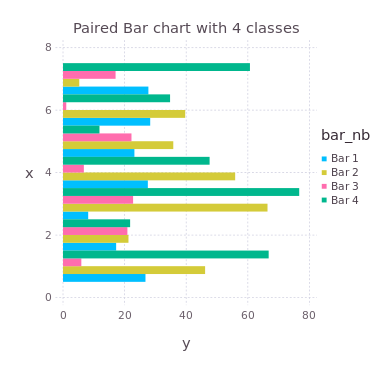 Paired Bar chart with 4 classes
8
6
4
2
0
x
0 20 40 60 80
y
bar_nb
Bar 1
Bar 2
Bar 3
Bar 4